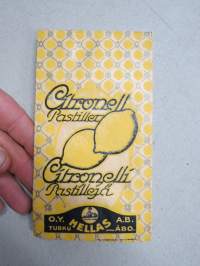 Citronell
Pastiller
Citronelli
Pastilleja
O.Y. HELLAS A.B.
TURKU ÅBO.